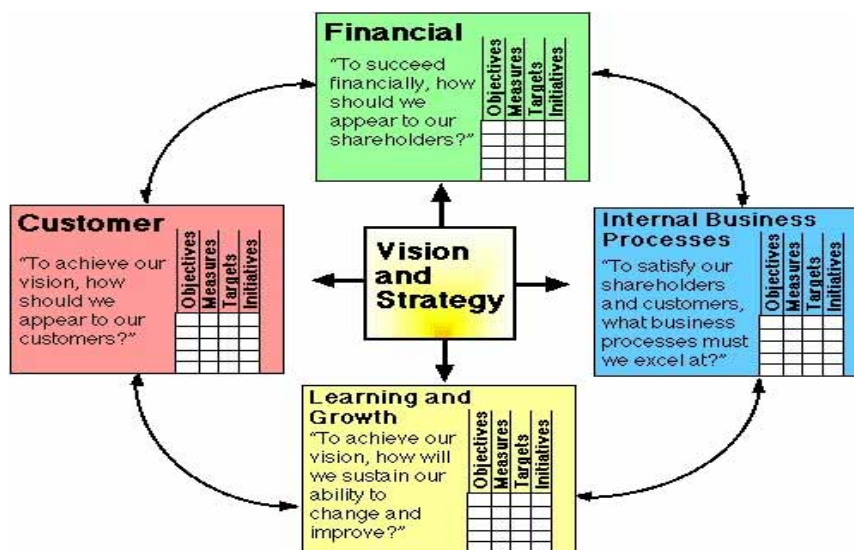 Financial
“To succeed
financially, how
should we
appear to our
shareholders?”
Objectives
Measures
Targets
Initiatives
Customer
“To achieve our
vision, how
should we
appear to our
customers?”
Objectives
Measures
Targets
Initiatives
Vision
and
Strategy
Internal Business
Processes
“To satisfy our
shareholders
and customers,
what business
processes must
we excel at?”
Objectives
Measures
Targets
Initiatives
Learning and
Growth
“To achieve our
vision, how will
we sustain our
ability to
change and
improve?”
Objectives
Measures
Targets
Initiatives